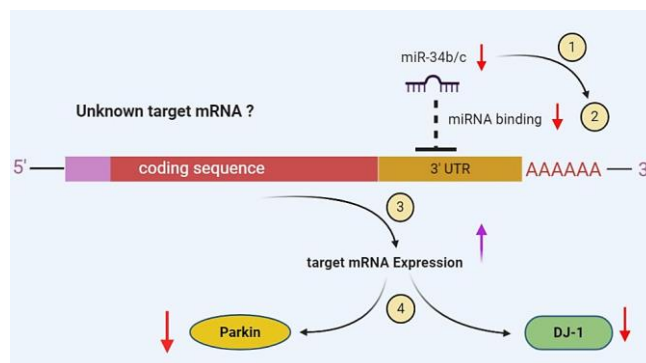 miR-34b/c
1
Unknown target mRNA ?
miRNA binding
2
5'
coding sequence
3' UTR
AAAAAA
3
3
target mRNA Expression
4
Parkin
DJ-1